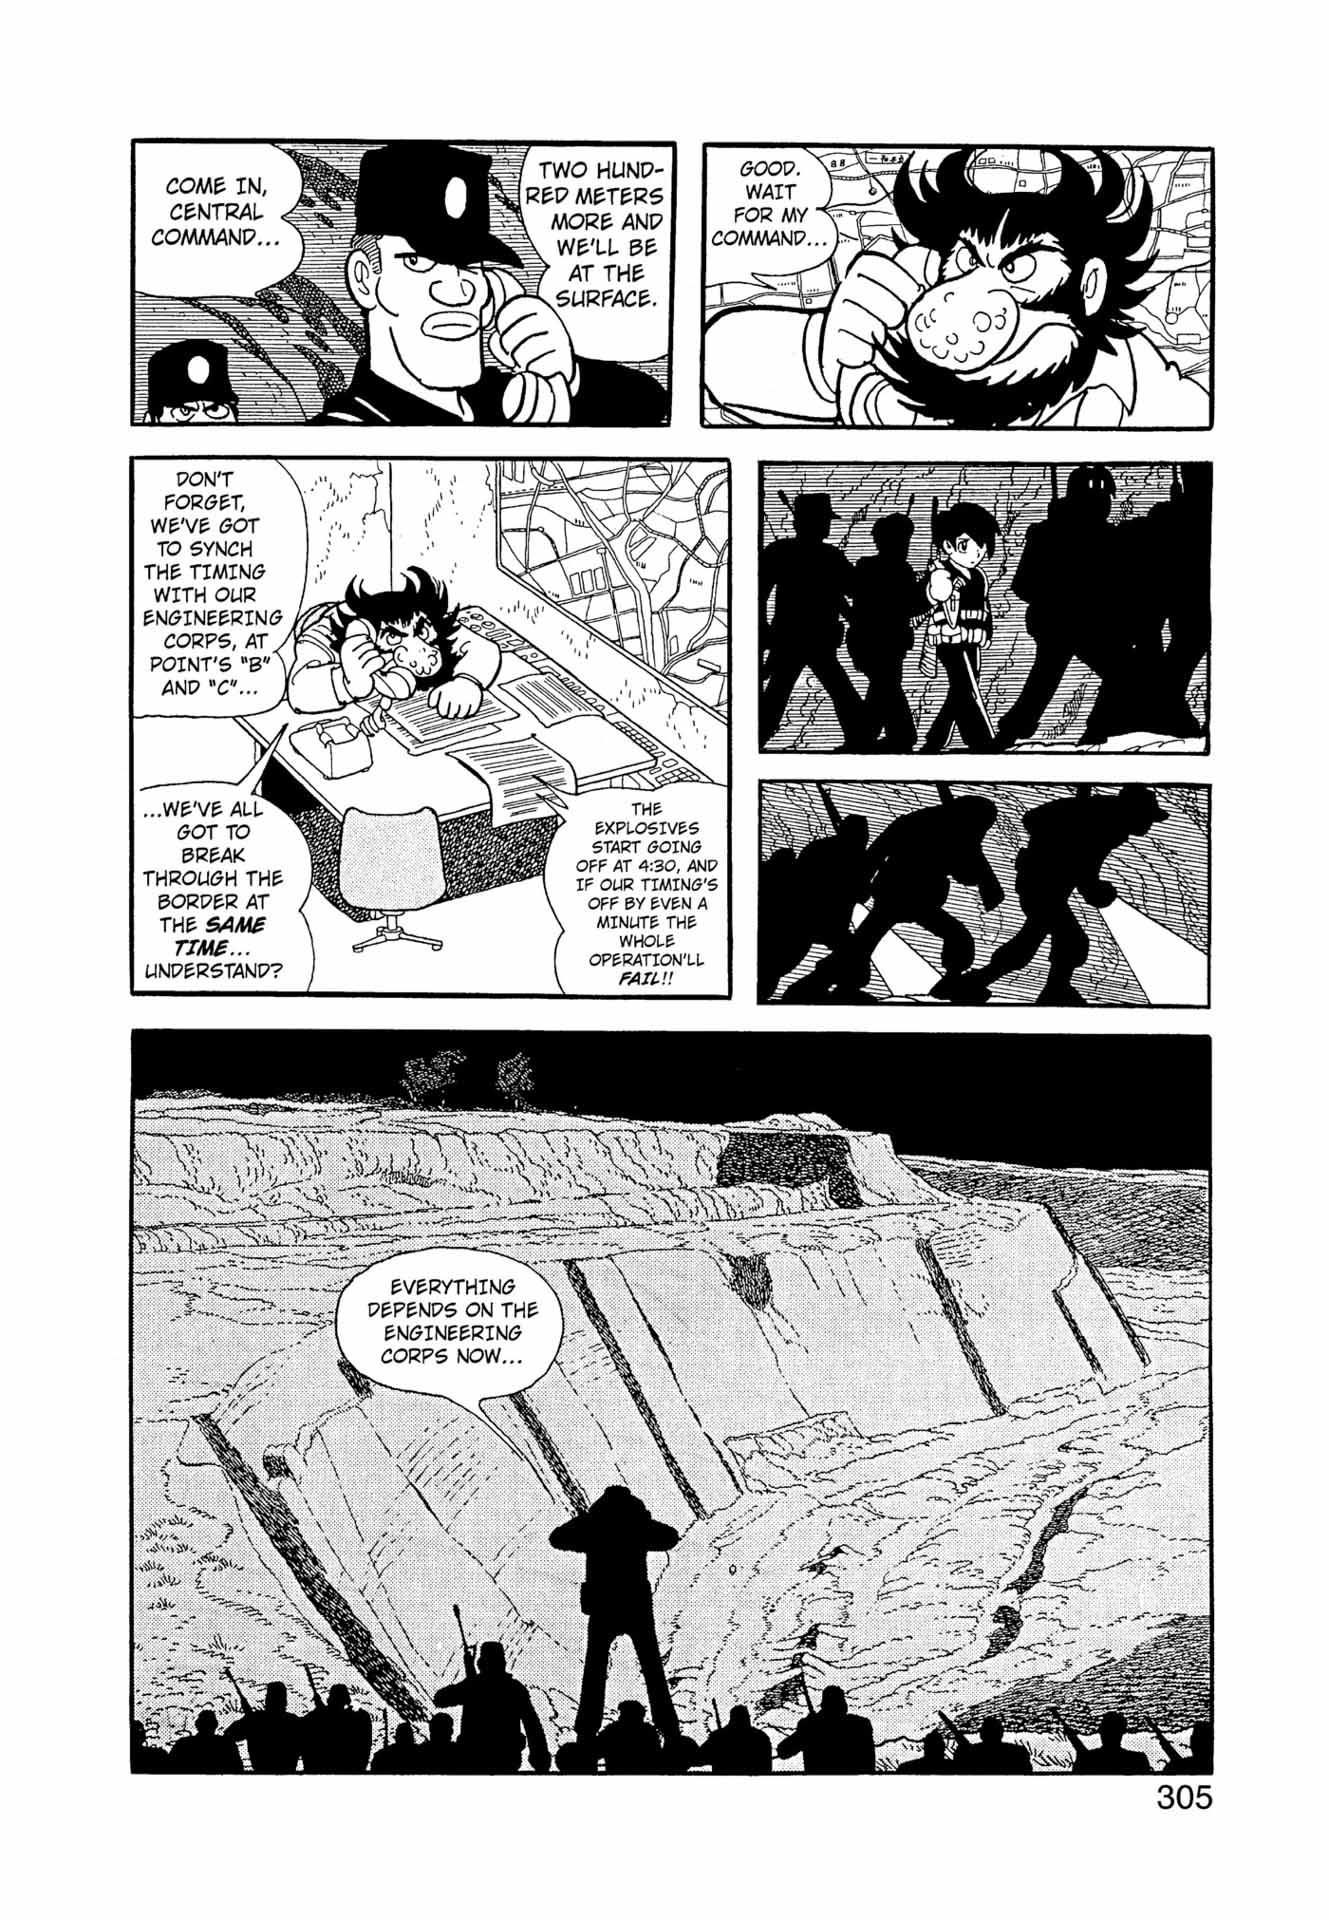 COME IN,
CENTRAL
COMMAND...
TWO HUND-
RED METERS
MORE AND
WE'LL BE
AT THE
SURFACE.
GOOD.
WAIT
FOR MY
COMMAND...
DON'T
FORGET,
WE'VE GOT
TO SYNCH
THE TIMING
WITH OUR
ENGINEERING
CORPS, AT
POINT'S "B"
AND "C"...
...WE'VE ALL
GOT TO
BREAK
THROUGH THE
BORDER AT
THE SAME
TIME...
UNDERSTAND?
THE
EXPLOSIVES
START GOING
OFF AT 4:30, AND
IF OUR TIMING'S
OFF BY EVEN A
MINUTE THE
WHOLE
OPERATION'LL
FAIL!!
EVERYTHING
DEPENDS ON THE
ENGINEERING
CORPS NOW...
305